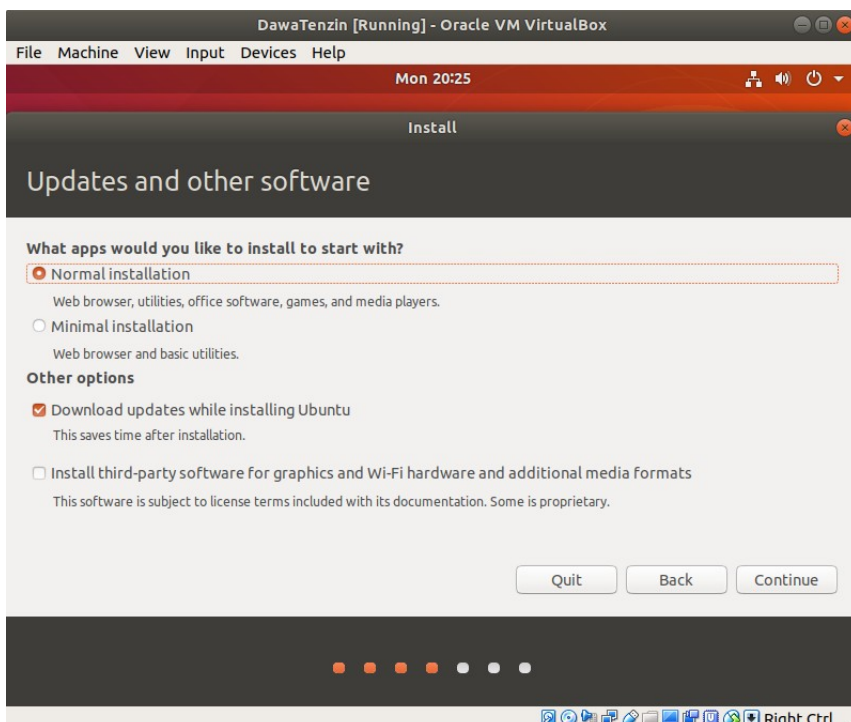 DawaTenzin [Running] - Oracle VM VirtualBox
File Machine View Input Devices Help
Mon 20:25
Install
Updates and other software
What apps would you like to install to start with?
Normal installation
Web browser, utilities, office software, games, and media players.
Minimal installation
Web browser and basic utilities.
Other options
Download updates while installing Ubuntu
This saves time after installation.
Install third-party software for graphics and Wi-Fi hardware and additional media formats
This software is subject to license terms included with its documentation. Some is proprietary.
Quit Back Continue
Right Ctrl